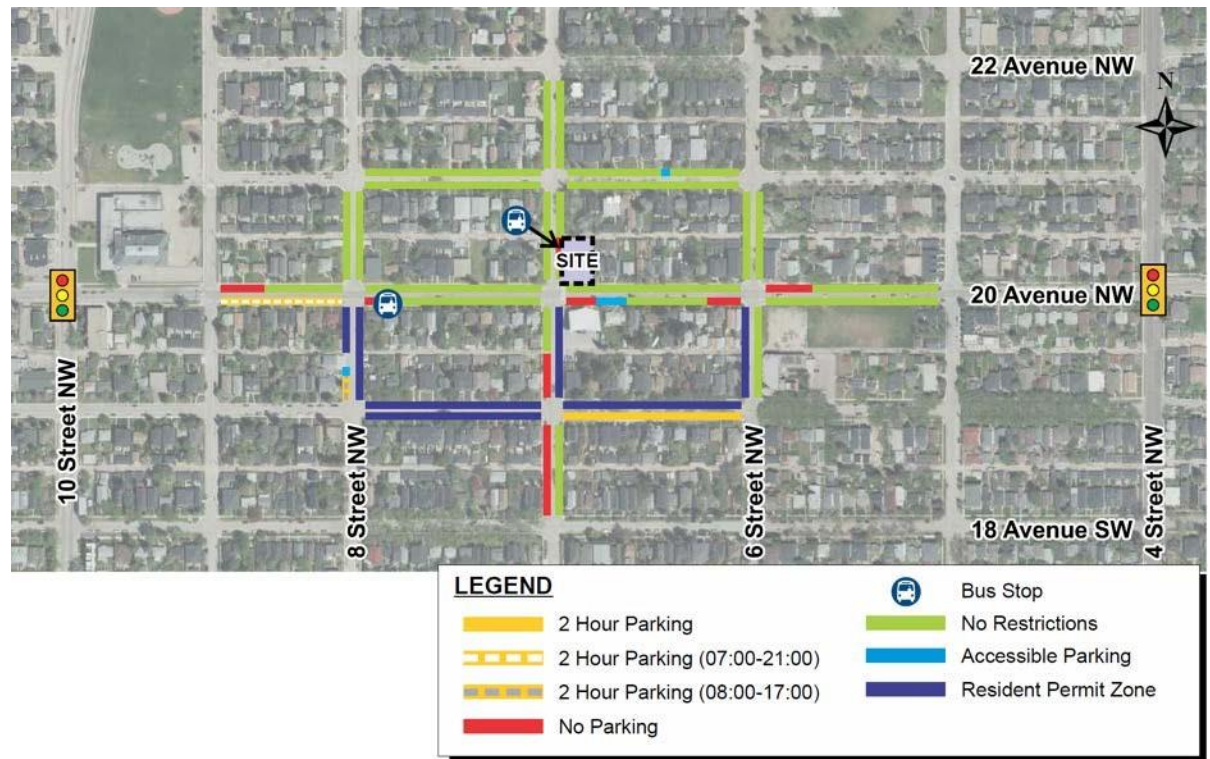 22 Avenue NW
N
SITE
20 Avenue NW
10 Street NW
8 Street NW
6 Street NW
4 Street NW
18 Avenue SW
LEGEND
2 Hour Parking
2 Hour Parking (07:00-21:00)
2 Hour Parking (08:00-17:00)
No Parking
Bus Stop
No Restrictions
Accessible Parking
Resident Permit Zone